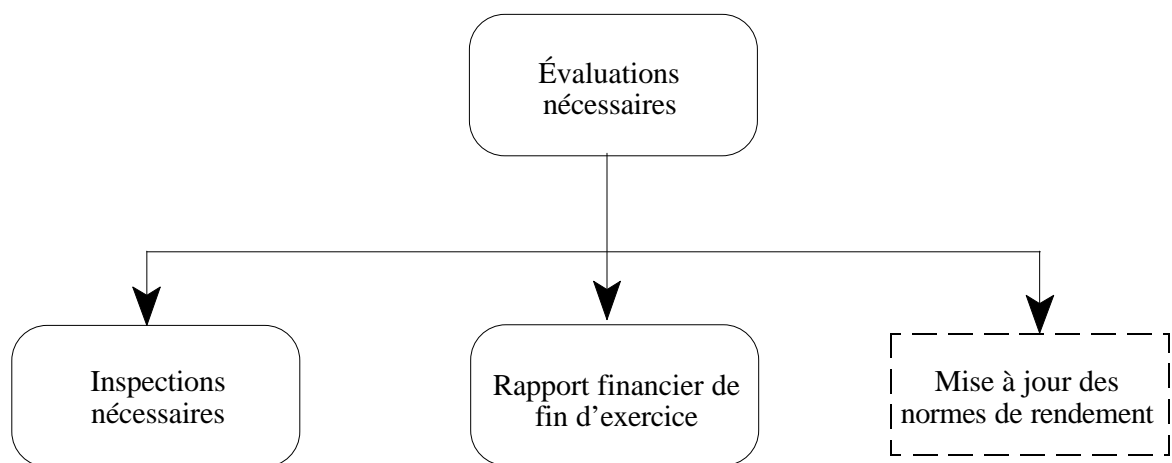 Évaluations
nécessaires
Inspections
nécessaires
Rapport financier de
fin d’exercice
Mise à jour des
normes de rendement